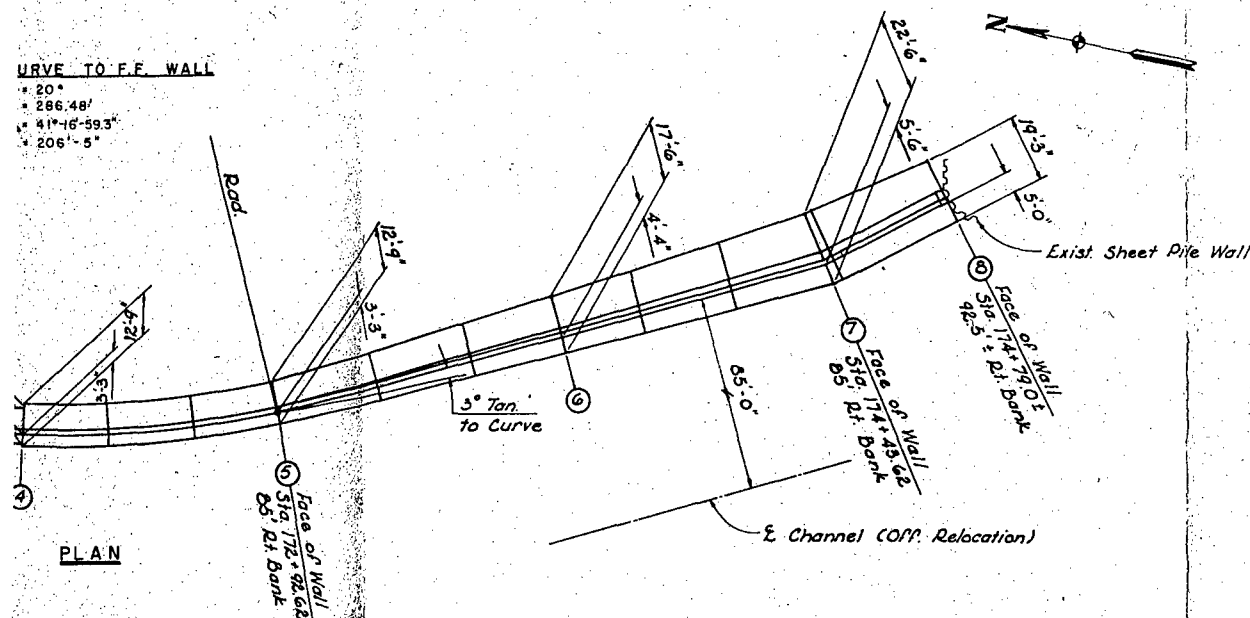 URVE TO F.F. WALL
= 20°
= 286.48'
= 41°-16'-59.3"
= 206'-5"
N
Rad.
12'-9"
3'-3"
12'-9"
3'-3"
17'-6"
4'-4"
22'-6"
5'-6"
19'-3"
5'-0"
Exist. Sheet Pile Wall
3° Tan.
to Curve
85'-0"
℄ Channel (Off. Relocation)
4
5
Face of Wall
Sta. 172+92.62
85' Rt. Bank
6
7
Face of Wall
Sta. 174+43.62
85' Rt. Bank
8
Face of Wall
Sta. 174+79.0±
92.5'± Rt. Bank
PLAN